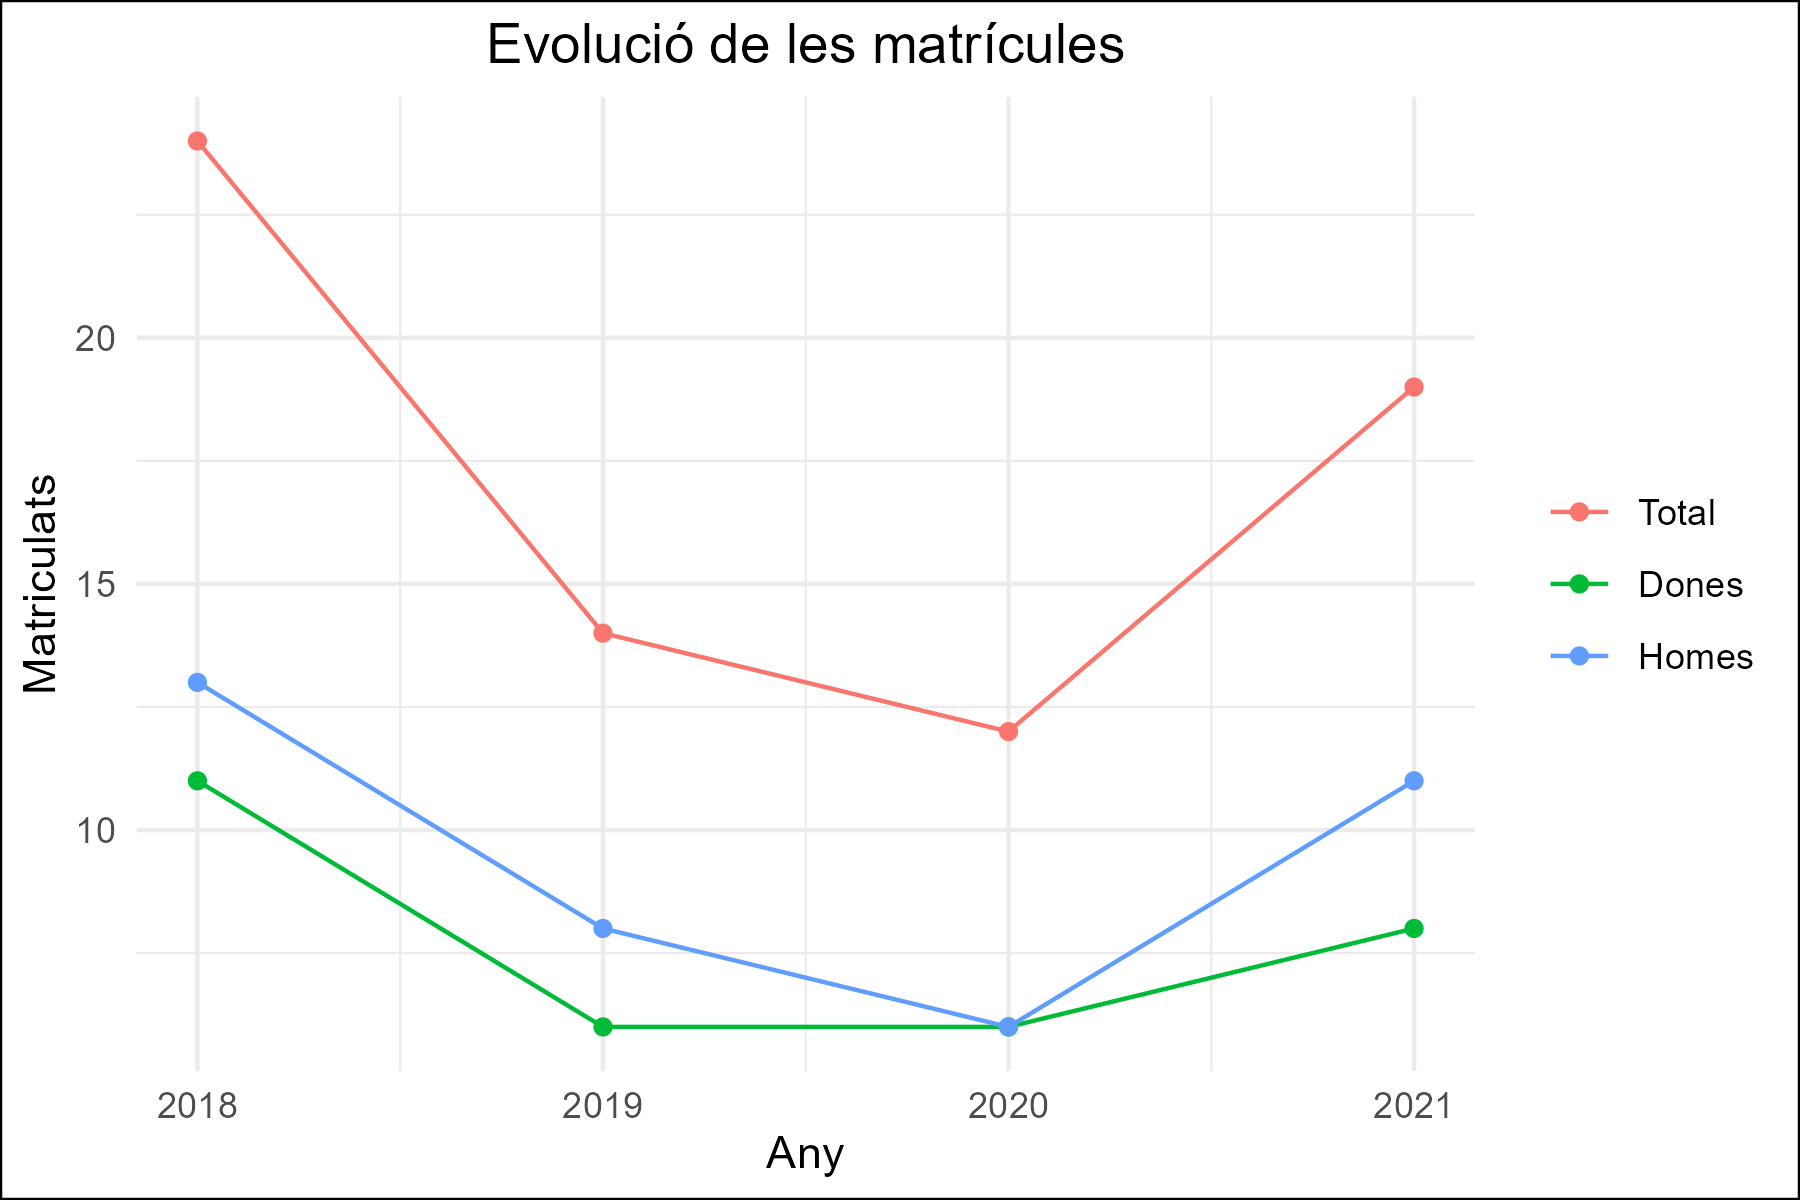 Evolució de les matrícules
Matriculats
20
15
10
2018 2019 2020 2021
Any
Total
Dones
Homes